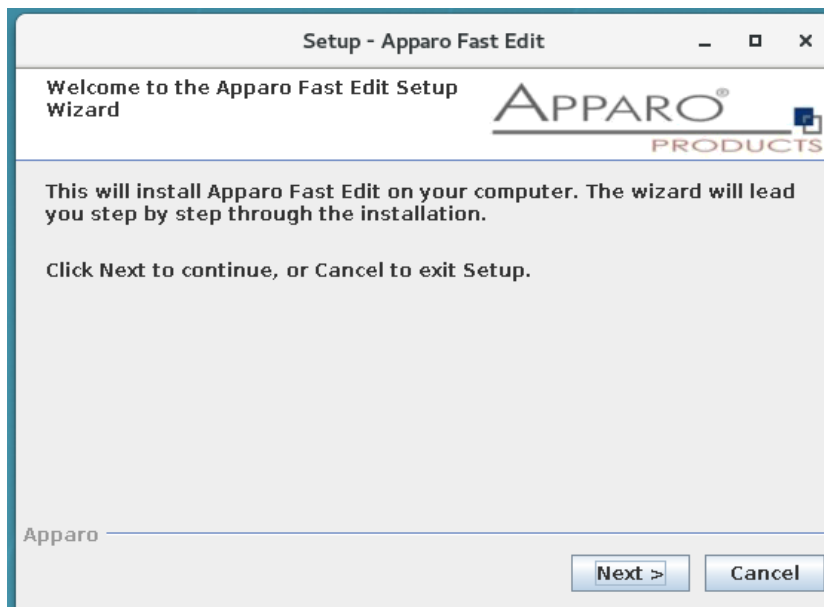 Setup - Apparo Fast Edit
Welcome to the Apparo Fast Edit Setup
Wizard
APPARO®
PRODUCTS
This will install Apparo Fast Edit on your computer. The wizard will lead
you step by step through the installation.
Click Next to continue, or Cancel to exit Setup.
Apparo
Next >
Cancel